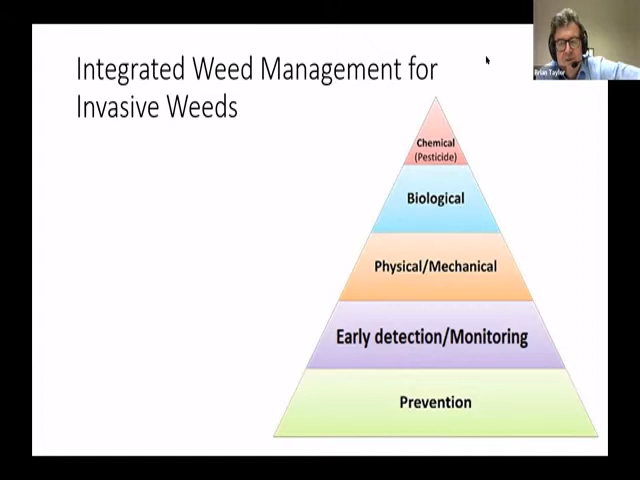 Integrated Weed Management for
Invasive Weeds
Brian Taylor
Chemical
(Pesticide)
Biological
Physical/Mechanical
Early detection/Monitoring
Prevention